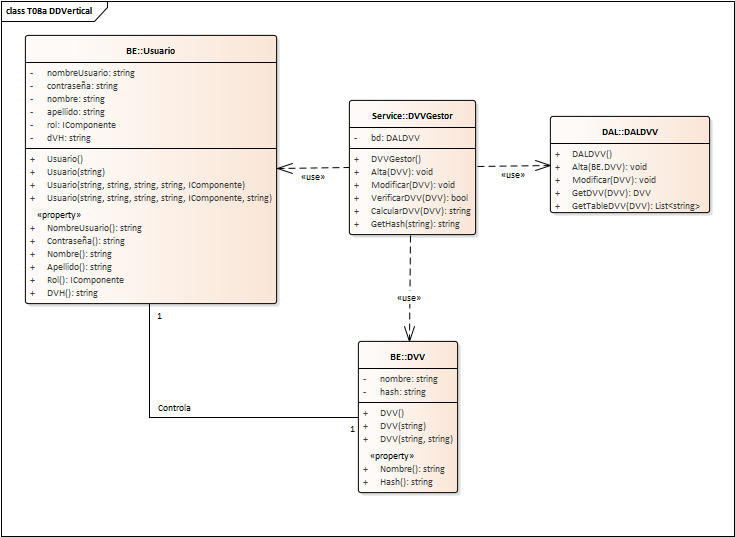 class T08a DDVertical
BE::Usuario
- nombreUsuario: string
- contraseña: string
- nombre: string
- apellido: string
- rol: IComponente
- dVH: string
+ Usuario()
+ Usuario(string)
+ Usuario(string, string, string, string, IComponente)
+ Usuario(string, string, string, string, IComponente, string)
«property»
+ NombreUsuario(): string
+ Contraseña(): string
+ Nombre(): string
+ Apellido(): string
+ Rol(): IComponente
+ DVH(): string
Service::DVVGestor
- bd: DALDVV
+ DVVGestor()
+ Alta(DVV): void
+ Modificar(DVV): void
+ VerificarDVV(DVV): bool
+ CalcularDVV(DVV): string
+ GetHash(string): string
DAL::DALDVV
+ DALDVV()
+ Alta(BE.DVV): void
+ Modificar(DVV): void
+ GetDVV(DVV): DVV
+ GetTableDVV(DVV): List<string>
«use»
«use»
«use»
1
Controla
1
BE::DVV
- nombre: string
- hash: string
+ DVV()
+ DVV(string)
+ DVV(string, string)
«property»
+ Nombre(): string
+ Hash(): string